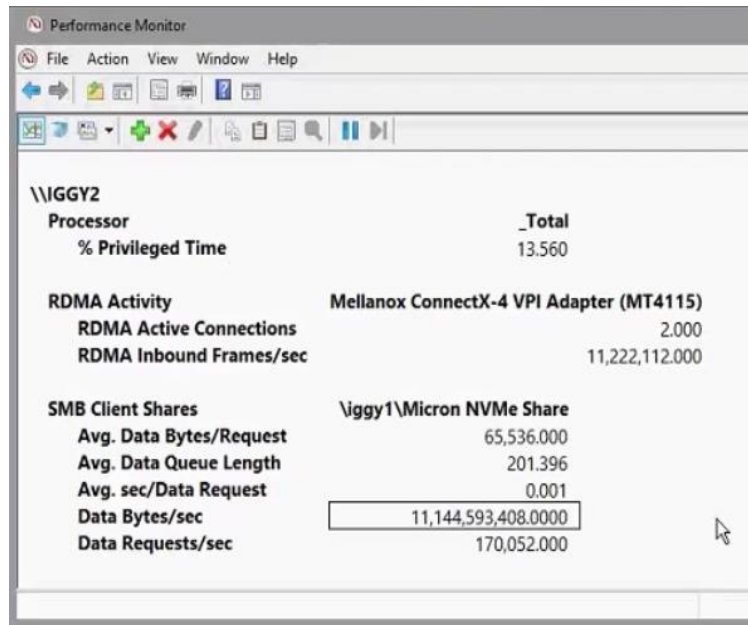 Performance Monitor
File Action View Window Help
\\IGGY2
Processor _Total
% Privileged Time 13.560
RDMA Activity Mellanox ConnectX-4 VPI Adapter (MT4115)
RDMA Active Connections 2.000
RDMA Inbound Frames/sec 11,222,112.000
SMB Client Shares \iggy1\Micron NVMe Share
Avg. Data Bytes/Request 65,536.000
Avg. Data Queue Length 201.396
Avg. sec/Data Request 0.001
Data Bytes/sec 11,144,593,408.0000
Data Requests/sec 170,052.000